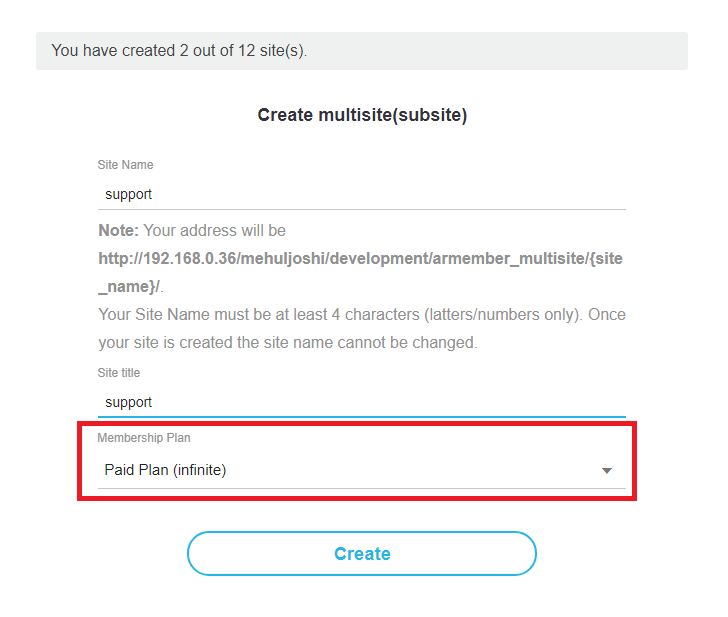 You have created 2 out of 12 site(s).
Create multisite(subsite)
Site Name
support
Note: Your address will be
http://192.168.0.36/mehuljoshi/development/armember_multisite/{site
_name}/.
Your Site Name must be at least 4 characters (latters/numbers only). Once
your site is created the site name cannot be changed.
Site title
support
Membership Plan
Paid Plan (infinite)
Create